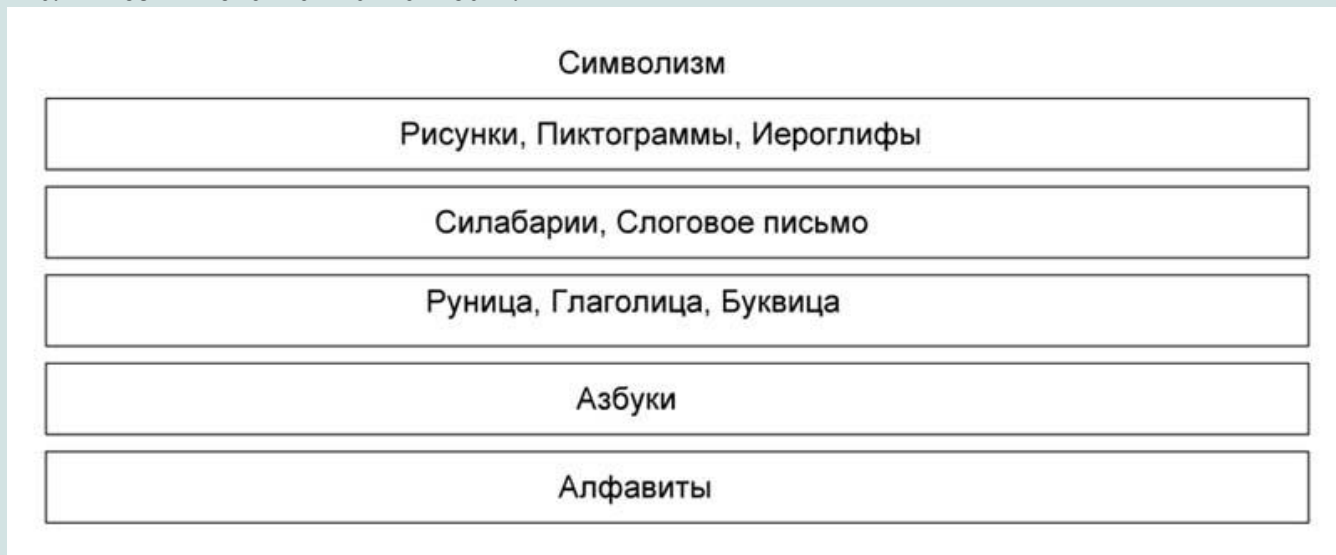 Символизм
Рисунки, Пиктограммы, Иероглифы
Силабарии, Слоговое письмо
Руница, Глаголица, Буквица
Азбуки
Алфавиты